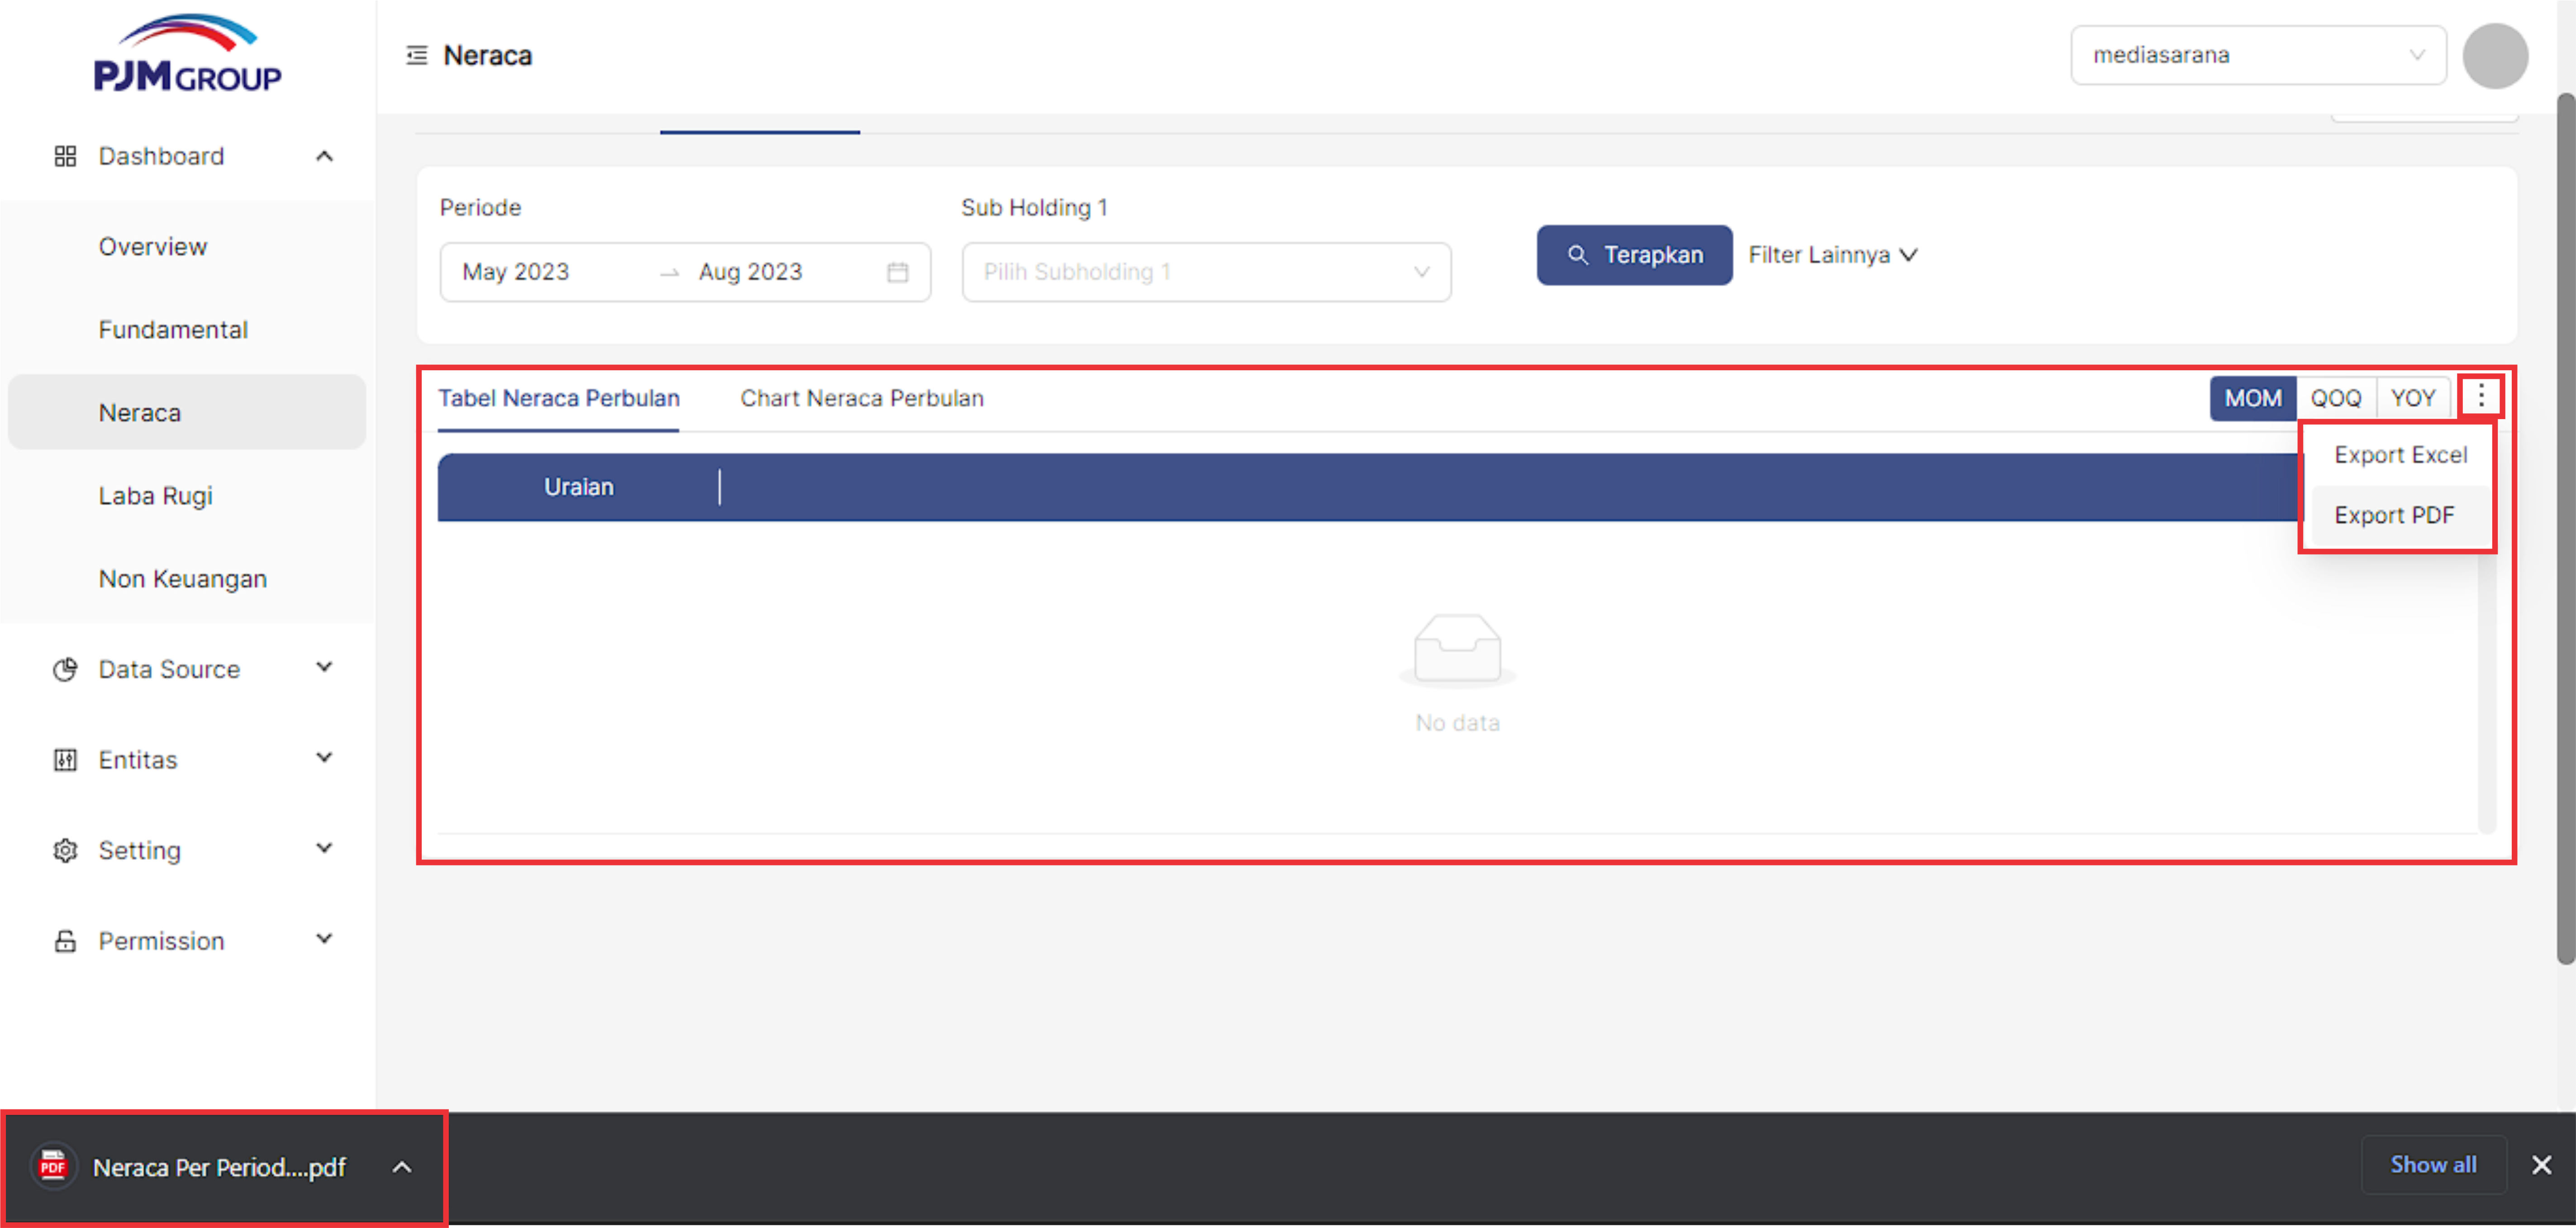 PJM GROUP
Neraca
mediasarana
Dashboard
Overview
Fundamental
Neraca
Laba Rugi
Non Keuangan
Data Source
Entitas
Setting
Permission
Periode
Sub Holding 1
May 2023
Aug 2023
Pilih Subholding 1
Terapkan
Filter Lainnya
Tabel Neraca Perbulan
Chart Neraca Perbulan
MOM
QOQ
YOY
Export Excel
Export PDF
Uraian
No data
PDF
Neraca Per Period....pdf
Show all